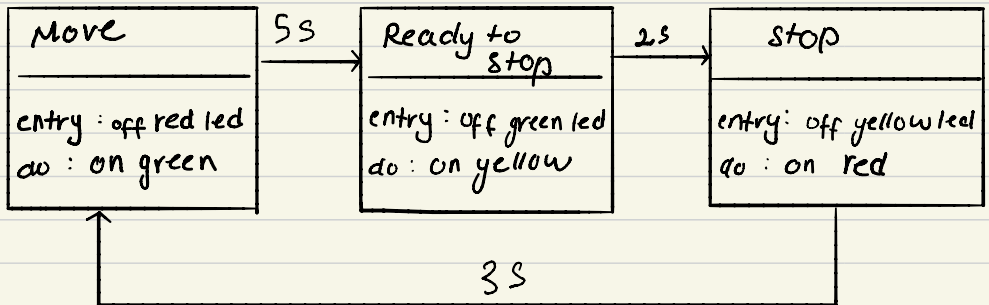 Move
entry : off red led
do : on green
5s
Ready to
stop
entry : off green led
do : on yellow
2s
stop
entry : off yellow led
do : on red
3s